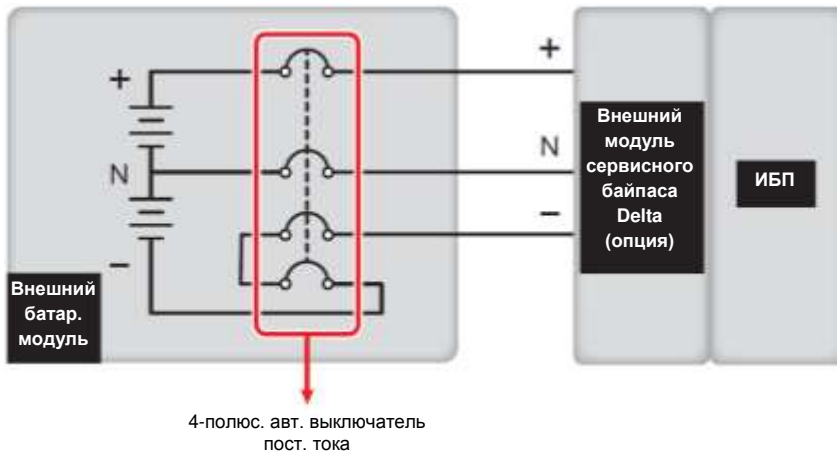 +
+
N
N
−
−
Внешний
батар.
модуль
Внешний
модуль
сервисного
байпаса
Delta
(опция)
ИБП
4-полюс. авт. выключатель
пост. тока